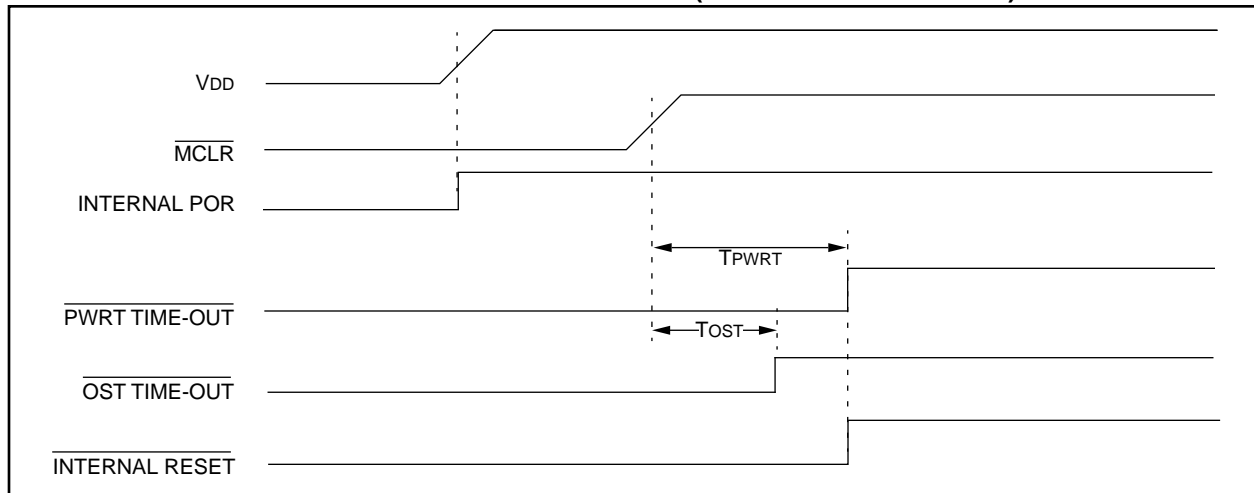 VDD
MCLR
INTERNAL POR
TPWRT
PWRT TIME-OUT
TOST
OST TIME-OUT
INTERNAL RESET